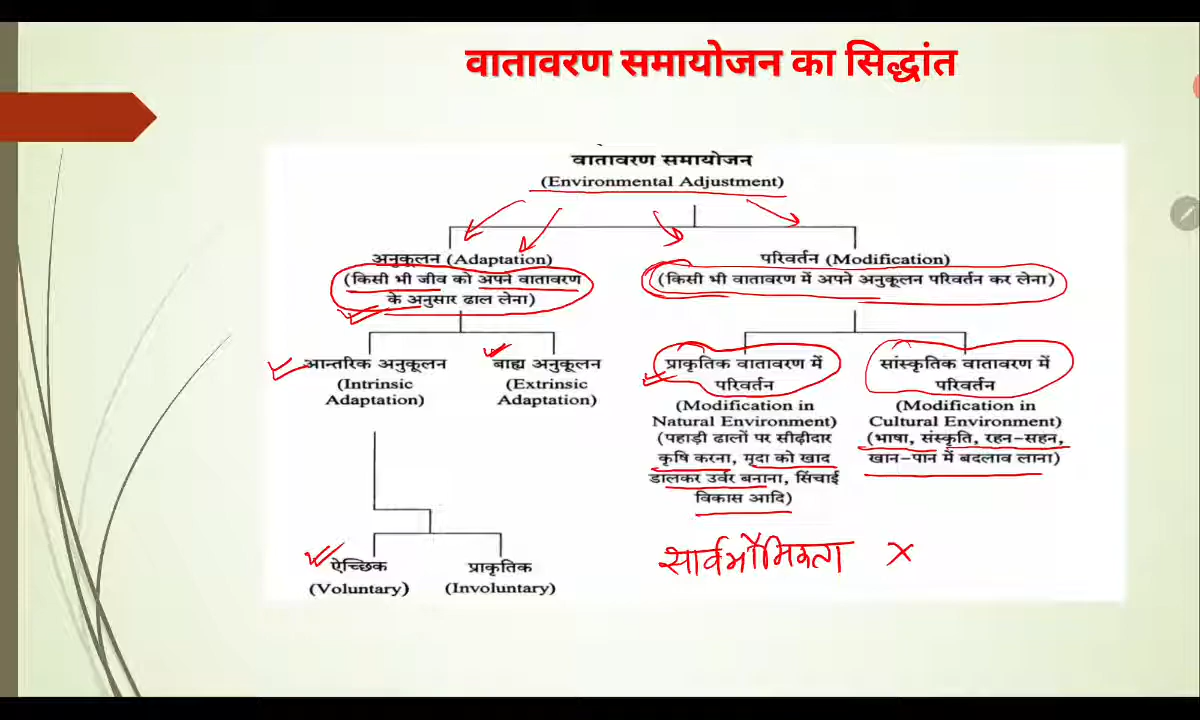 वातावरण समायोजन का सिद्धांत
वातावरण समायोजन
(Environmental Adjustment)
अनुकूलन (Adaptation)
(किसी भी जीव को अपने वातावरण
के अनुसार ढाल लेना)
परिवर्तन (Modification)
(किसी भी वातावरण में अपने अनुकूलन परिवर्तन कर लेना)
आन्तरिक अनुकूलन
(Intrinsic
Adaptation)
बाह्य अनुकूलन
(Extrinsic
Adaptation)
प्राकृतिक वातावरण में
परिवर्तन
(Modification in
Natural Environment)
(पहाड़ी ढालों पर सीढ़ीदार
कृषि करना, मृदा को खाद
डालकर उर्वर बनाना, सिंचाई
विकास आदि)
सांस्कृतिक वातावरण में
परिवर्तन
(Modification in
Cultural Environment)
(भाषा, संस्कृति, रहन-सहन,
खान-पान में बदलाव लाना)
ऐच्छिक
(Voluntary)
प्राकृतिक
(Involuntary)
सार्वभौमिकता ×